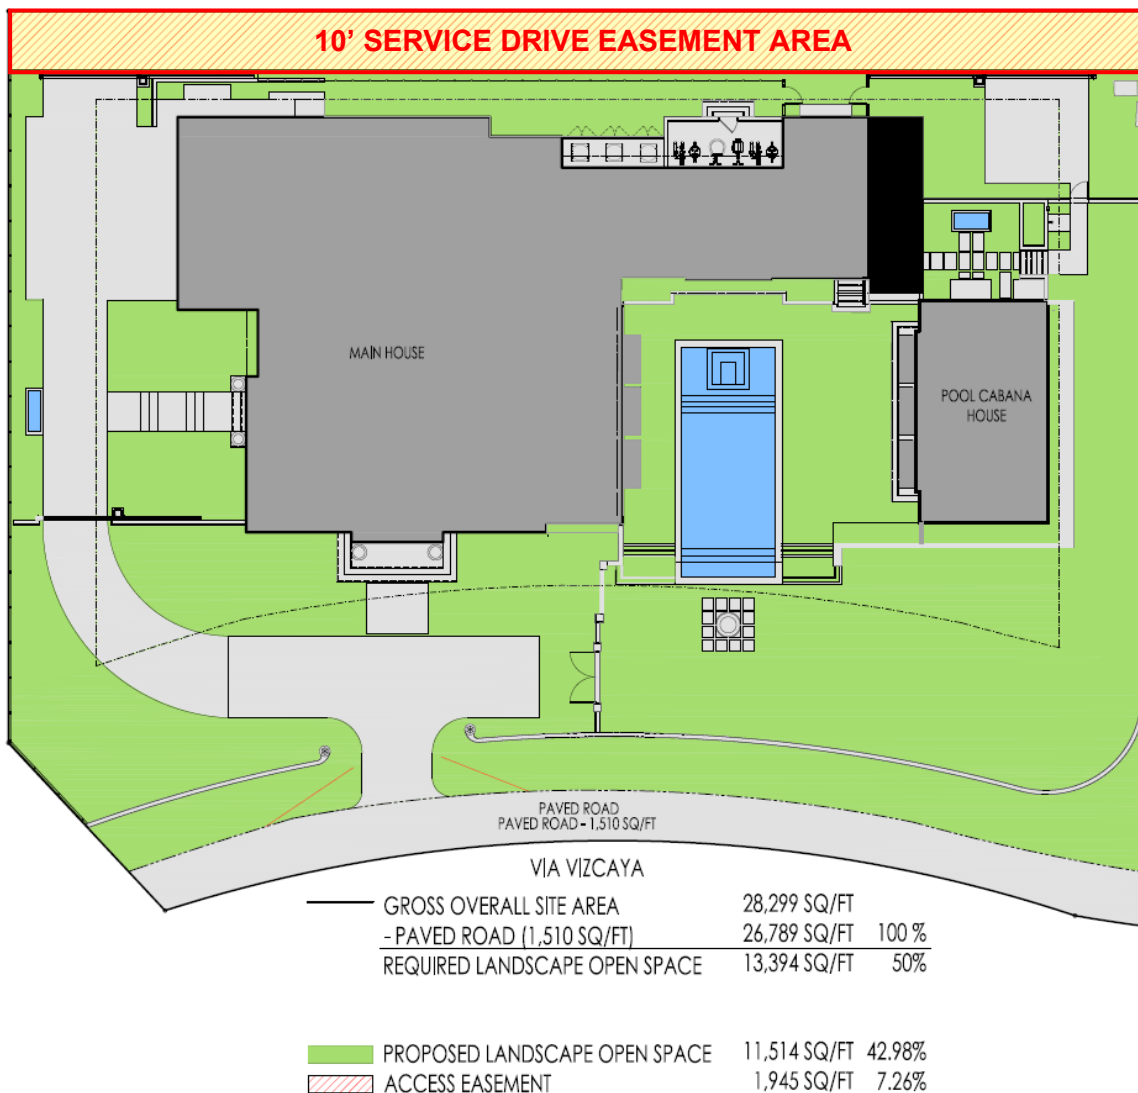 10’ SERVICE DRIVE EASEMENT AREA
MAIN HOUSE
POOL CABANA
HOUSE
PAVED ROAD
PAVED ROAD - 1,510 SQ/FT
VIA VIZCAYA
GROSS OVERALL SITE AREA 28,299 SQ/FT
- PAVED ROAD (1,510 SQ/FT) 26,789 SQ/FT 100 %
REQUIRED LANDSCAPE OPEN SPACE 13,394 SQ/FT 50%
PROPOSED LANDSCAPE OPEN SPACE 11,514 SQ/FT 42.98%
ACCESS EASEMENT 1,945 SQ/FT 7.26%